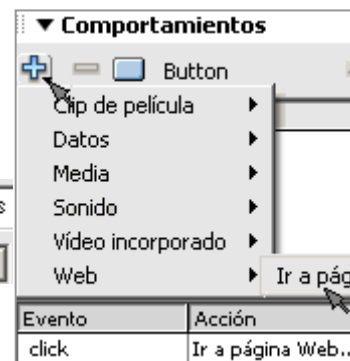 ▼ Comportamientos
Button
Clip de película
Datos
Media
Sonido
Vídeo incorporado
Web
Ir a pág
Evento Acción
click Ir a página Web...